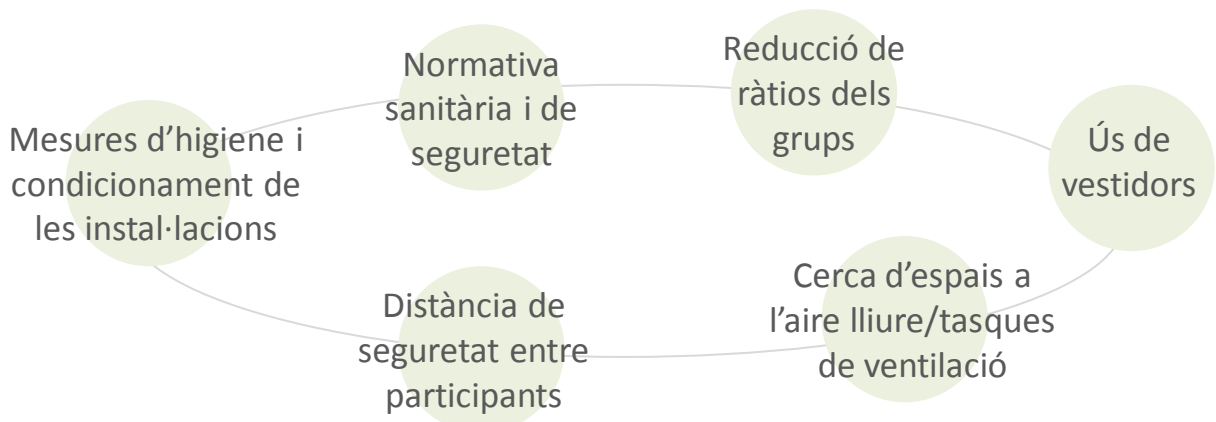 Mesures d'higiene i
condicionament de
les instal·lacions
Normativa
sanitària i de
seguretat
Reducció de
ràtios dels
grups
Ús de
vestidors
Distància de
seguretat entre
participants
Cerca d'espais a
l'aire lliure/tasques
de ventilació